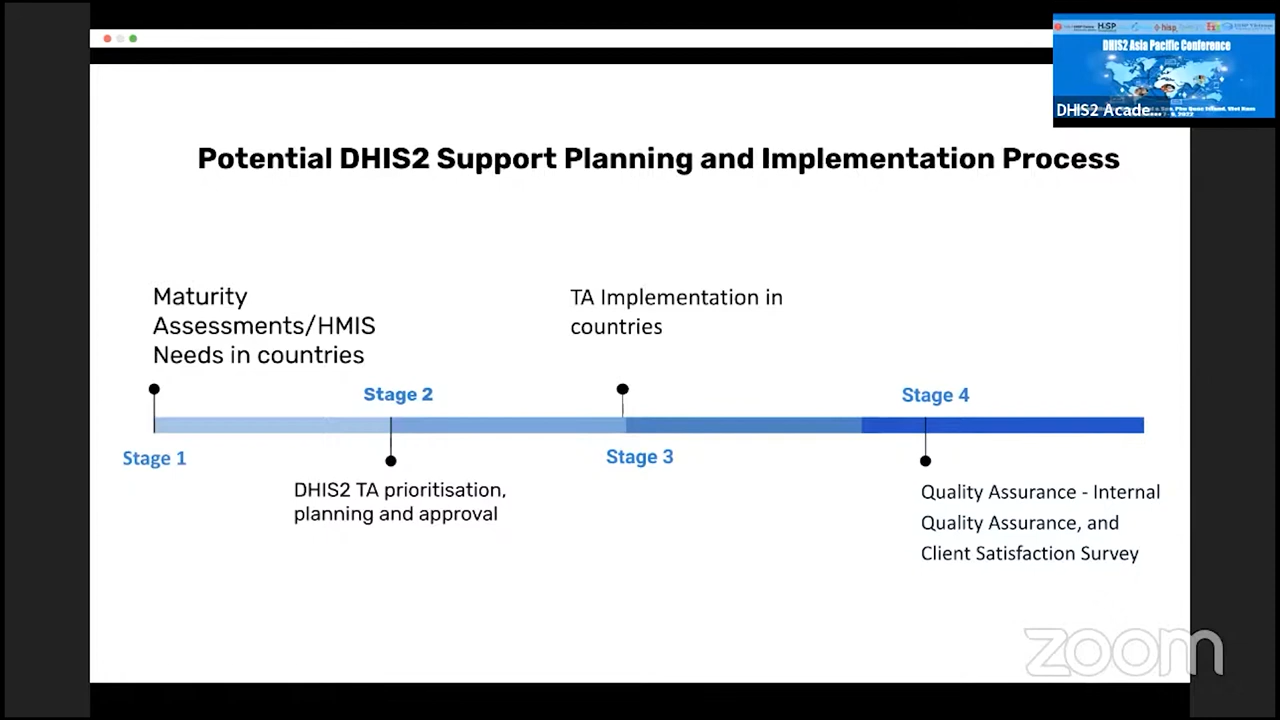 HISP
hisp
DHIS2 Asia Pacific Conference
DHIS2 Acade
Potential DHIS2 Support Planning and Implementation Process
Maturity
Assessments/HMIS
Needs in countries
TA Implementation in
countries
Stage 2
Stage 4
Stage 1
Stage 3
DHIS2 TA prioritisation,
planning and approval
Quality Assurance - Internal
Quality Assurance, and
Client Satisfaction Survey
zoom